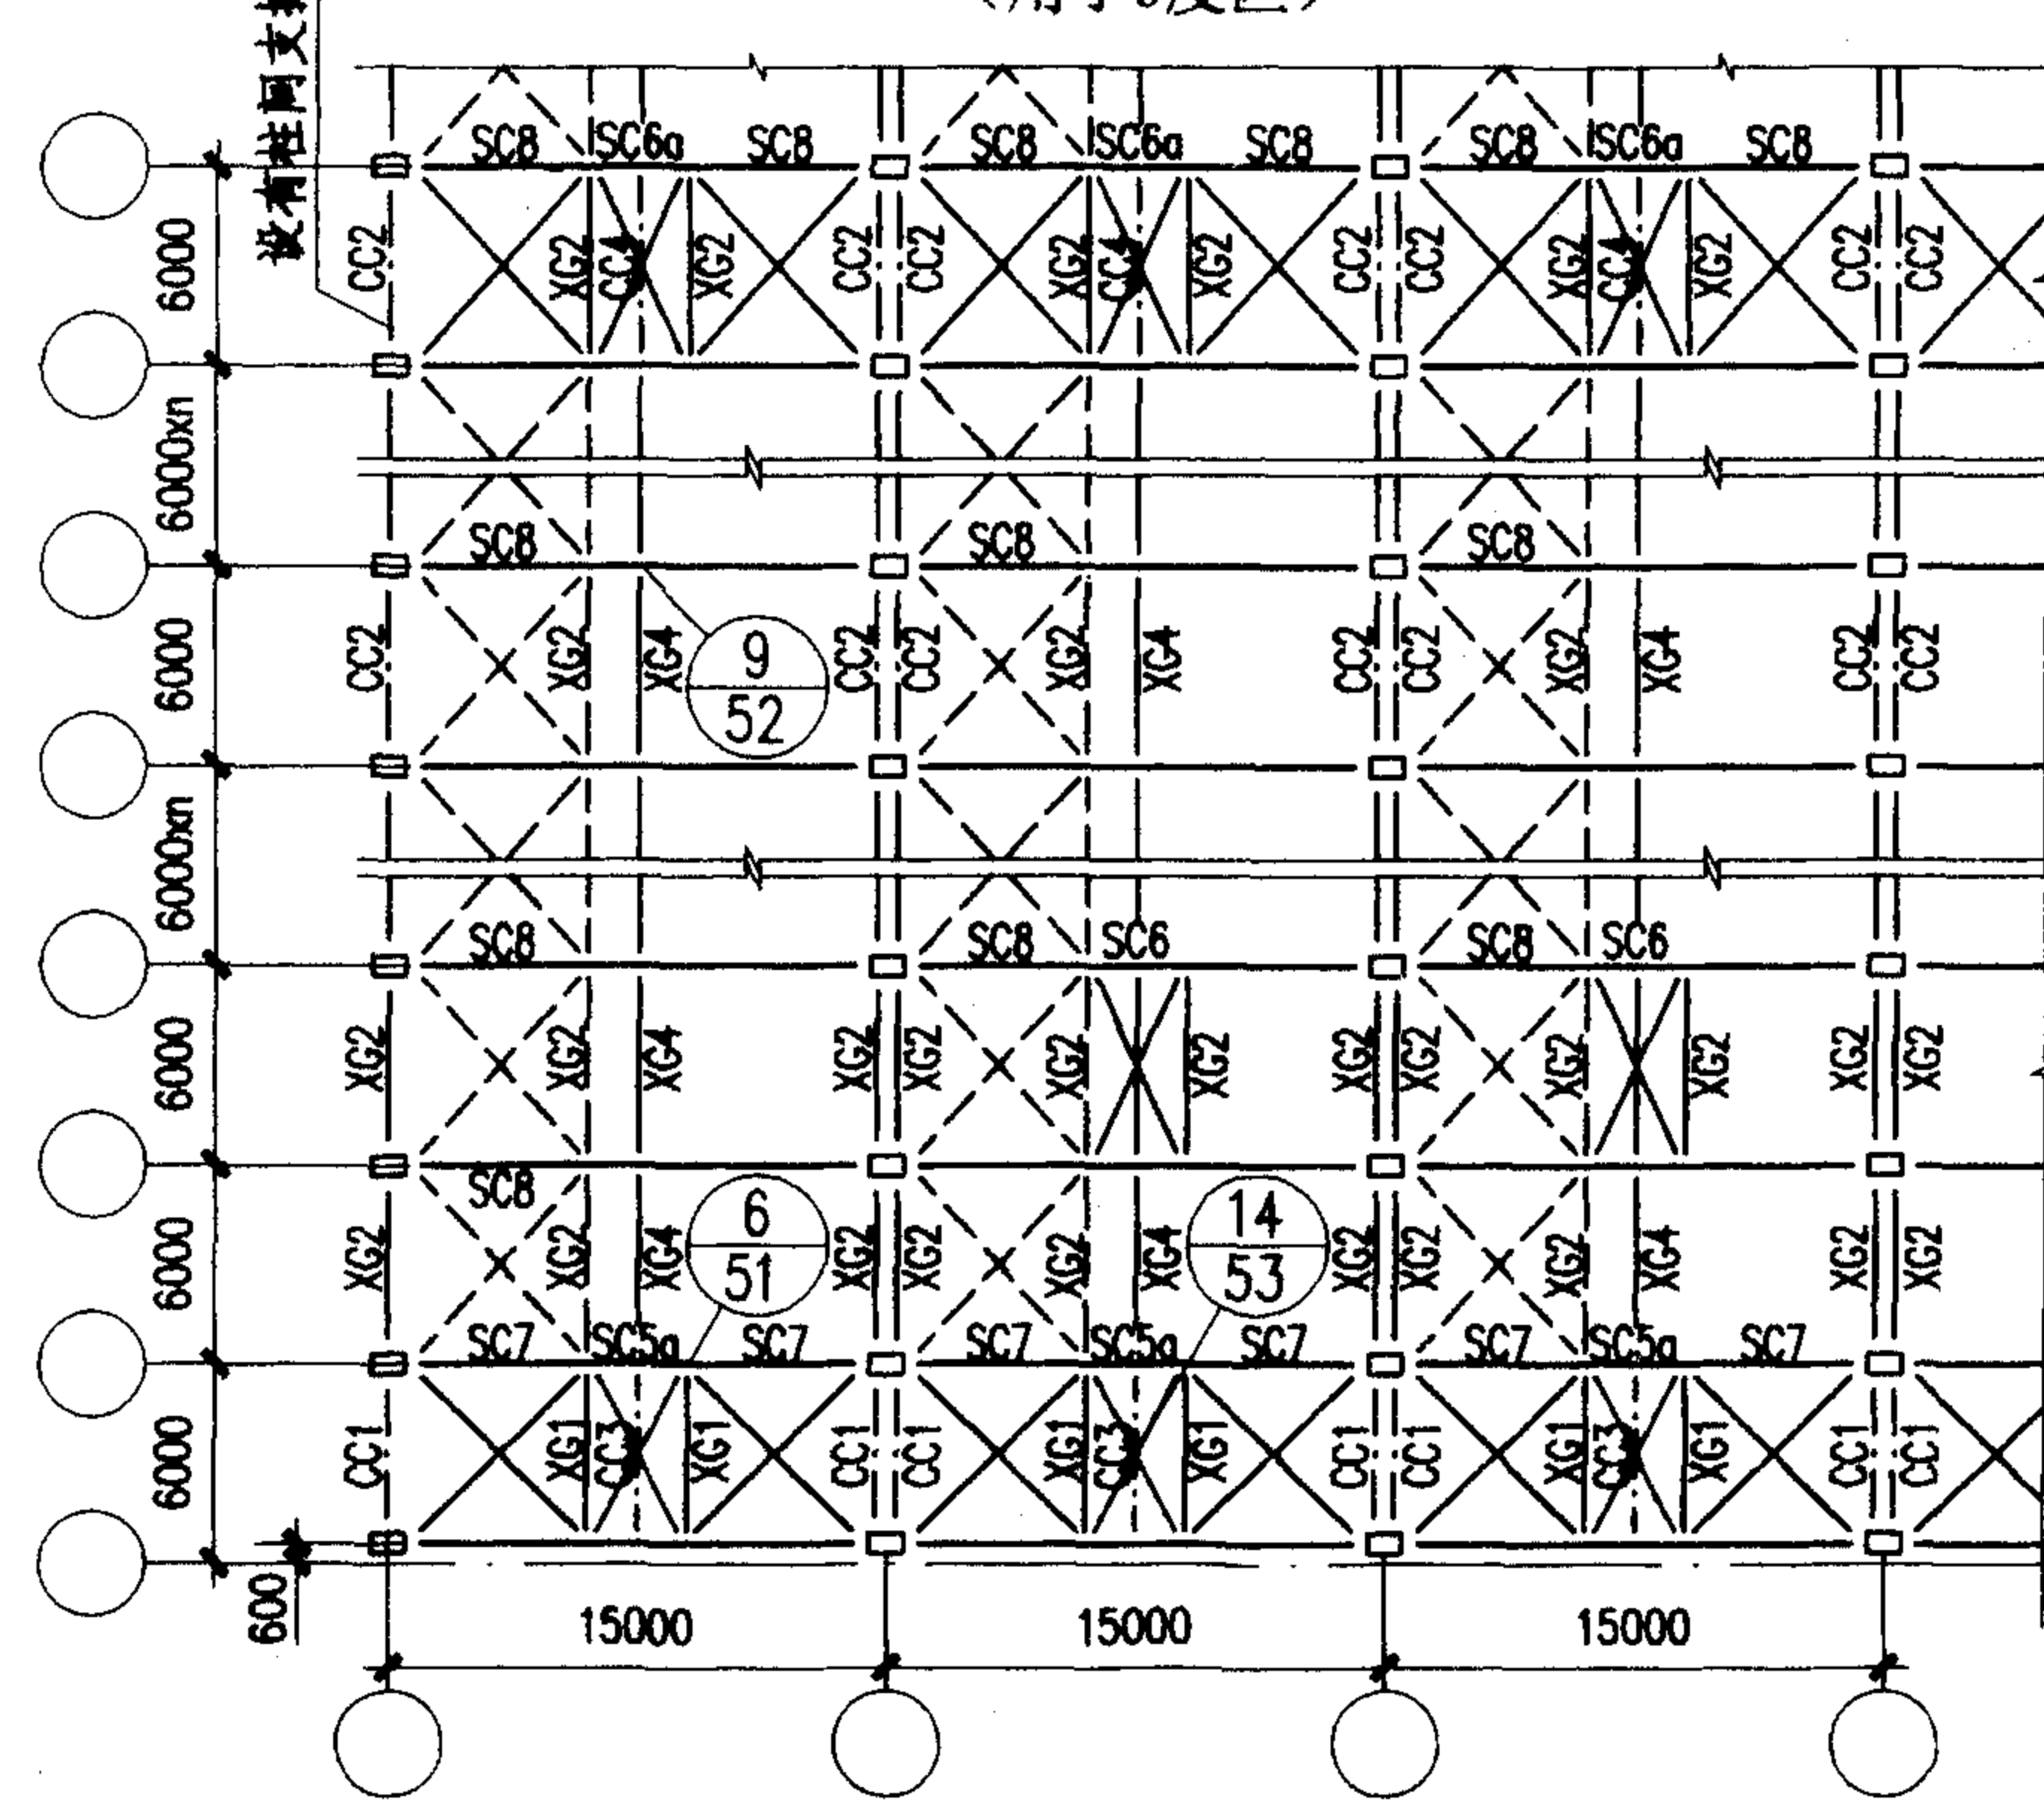 设有柱间支
SC8 SC6a SC8 SC8 SC6a SC8 SC8 SC6a SC8
6000 CC2 XG2 CC4 XG2 CC2 CC2 XG2 CC4 XG2 CC2 CC2 XG2 CC4 XG2 CC2 CC2
6000xn
SC8 SC8 SC8
6000 CC2 XG2 XG4 CC2 CC2 XG2 XG4 CC2 CC2 XG2 XG4 CC2 CC2
9
52
6000xn
SC8 SC8 SC6 SC8 SC6
6000 XG2 XG2 XG4 XG2 XG2 XG2 XG2 XG2 XG2 XG2 XG2 XG2 XG2
SC8
6000 XG2 XG2 XG4 XG2 XG2 XG2 XG4 XG2 XG2 XG2 XG4 XG2 XG2
6
51
14
53
SC7 SC5a SC7 SC7 SC5a SC7 SC7 SC5a SC7
6000 CC1 XG1 CC3 XG1 CC1 CC1 XG1 CC3 XG1 CC1 CC1 XG1 CC3 XG1 CC1 CC1
600
15000 15000 15000